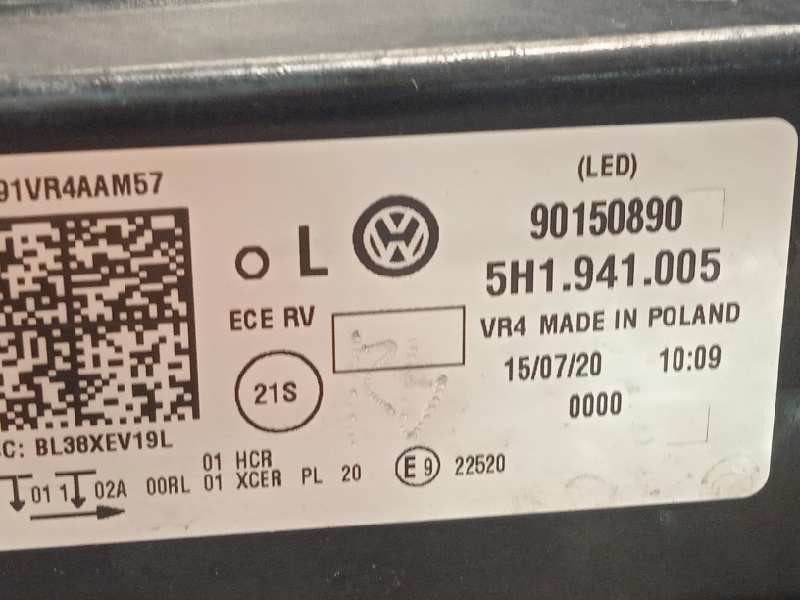 91VR4AAM57
(LED)
90150890
O L
5H1.941.005
ECE RV
VR4 MADE IN POLAND
15/07/20 10:09
21S
0000
C: BL38XEV19L
01 HCR
01 1 02A 00RL 01 XCER PL 20 E9 22520